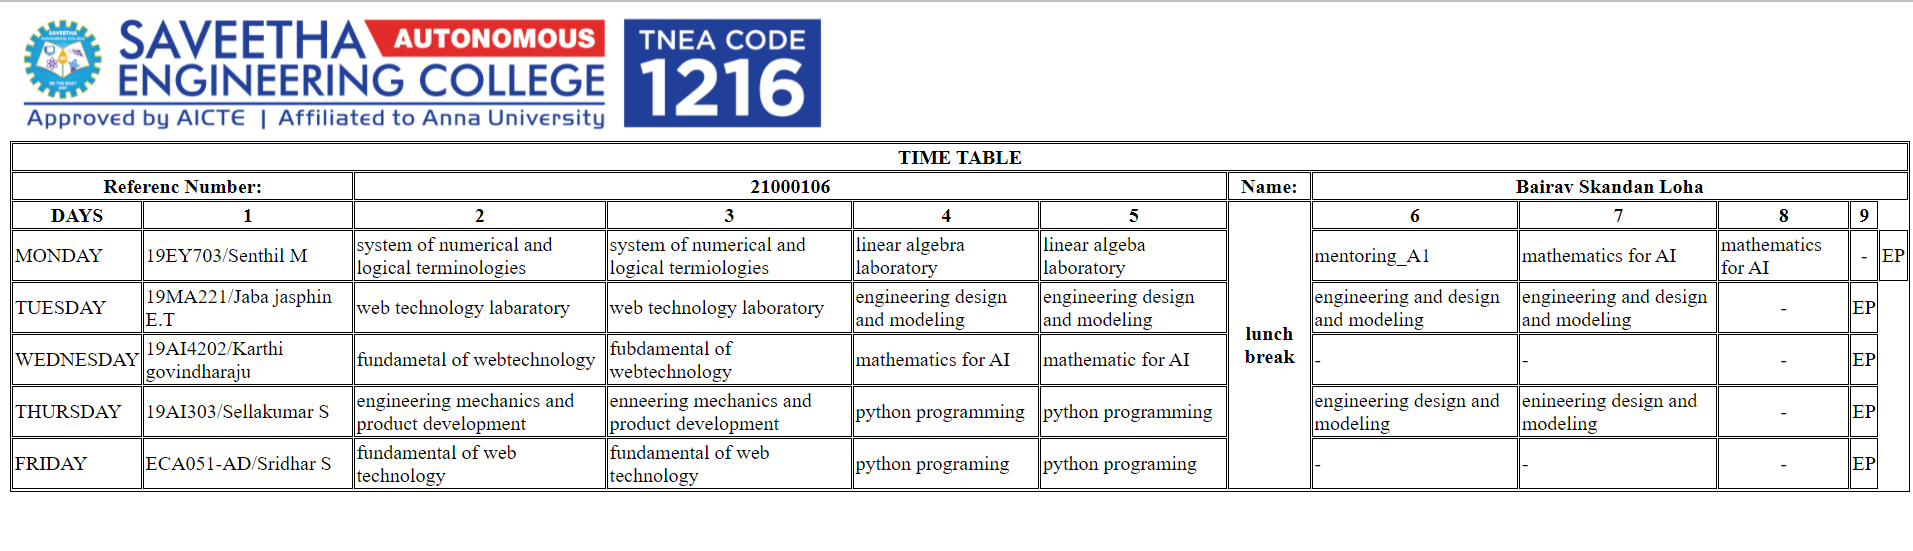 SAVEETHA AUTONOMOUS
ENGINEERING COLLEGE
Approved by AICTE | Affiliated to Anna University
TNEA CODE
1216
TIME TABLE
Referenc Number: 21000106 Name: Bairav Skandan Loha
DAYS 1 2 3 4 5 6 7 8 9
MONDAY 19EY703/Senthil M
system of numerical and
logical terminologies
system of numerical and
logical termiologies
linear algebra
laboratory
linear algeba
laboratory
mentoring_A1
mathematics for AI
mathematics
for AI
-
EP
TUESDAY
19MA221/Jaba jasphin
E.T
web technology labaratory
web technology laboratory
engineering design
and modeling
engineering design
and modeling
lunch
break
engineering and design
and modeling
engineering and design
and modeling
-
EP
WEDNESDAY
19AI4202/Karthi
govindharaju
fundametal of webtechnology
fubdamental of
webtechnology
mathematics for AI
mathematic for AI
-
-
EP
THURSDAY
19AI303/Sellakumar S
engineering mechanics and
product development
enneering mechanics and
product development
python programming
python programming
engineering design and
modeling
enineering design and
modeling
-
EP
FRIDAY
ECA051-AD/Sridhar S
fundamental of web
technology
fundamental of web
technology
python programing
python programing
-
-
-
EP